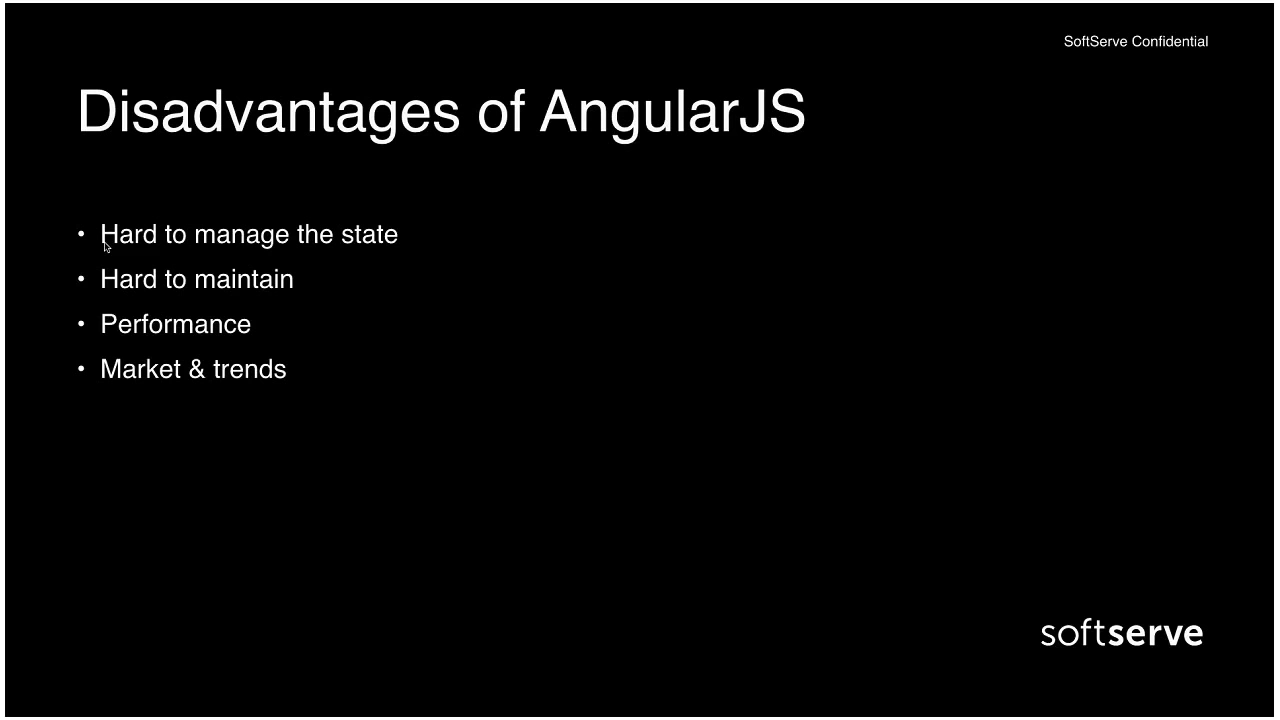 SoftServe Confidential
Disadvantages of AngularJS
• Hard to manage the state
• Hard to maintain
• Performance
• Market & trends
softserve